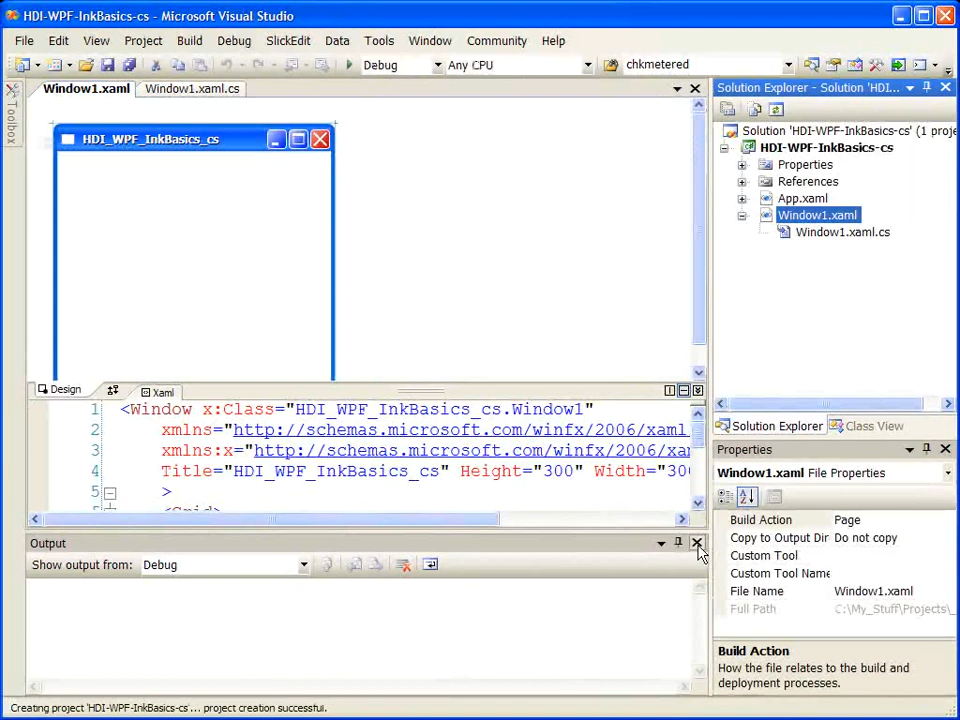 HDI-WPF-InkBasics-cs - Microsoft Visual Studio
File Edit View Project Build Debug SlickEdit Data Tools Window Community Help
Debug Any CPU chkmetered
Toolbox
Window1.xaml Window1.xaml.cs
HDI_WPF_InkBasics_cs
Design Xaml
1 <Window x:Class="HDI_WPF_InkBasics_cs.Window1"
2 xmlns="http://schemas.microsoft.com/winfx/2006/xaml
3 xmlns:x="http://schemas.microsoft.com/winfx/2006/xa
4 Title="HDI_WPF_InkBasics_cs" Height="300" Width="300
5 >
<Grid>
Output
Show output from: Debug
Solution Explorer - Solution 'HDI...
Solution 'HDI-WPF-InkBasics-cs' (1 proje
HDI-WPF-InkBasics-cs
Properties
References
App.xaml
Window1.xaml
Window1.xaml.cs
Solution Explorer Class View
Properties
Window1.xaml File Properties
Build Action Page
Copy to Output Dir Do not copy
Custom Tool
Custom Tool Name
File Name Window1.xaml
Full Path C:\My_Stuff\Projects\_
Build Action
How the file relates to the build and
deployment processes.
Creating project 'HDI-WPF-InkBasics-cs'... project creation successful.